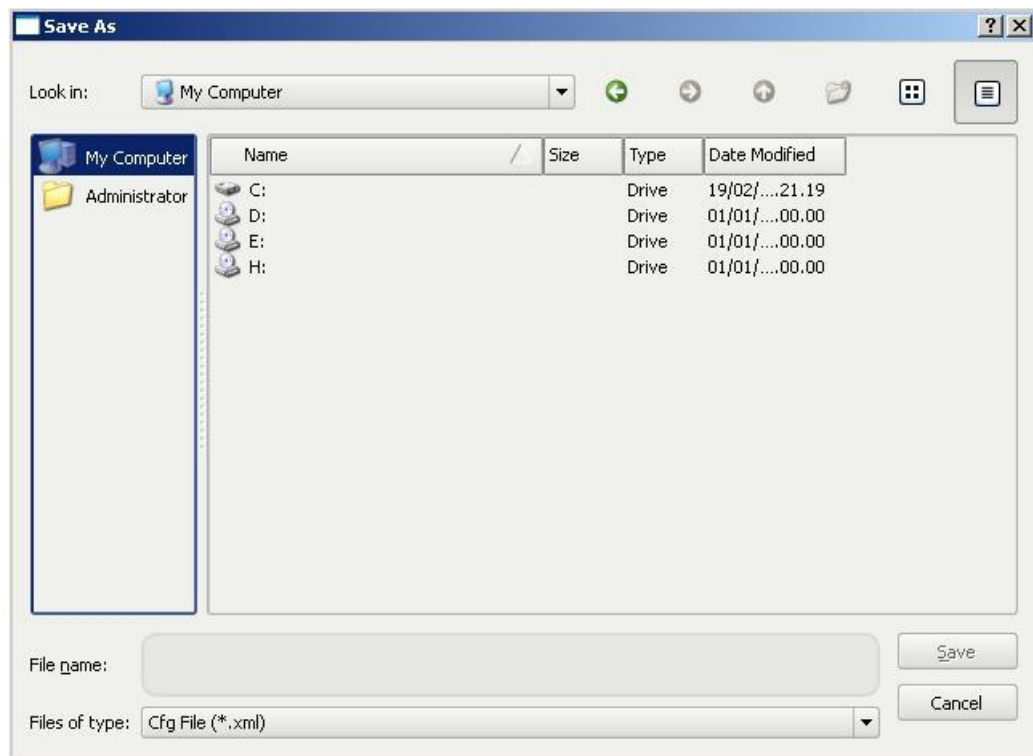 Save As
Look in:
My Computer
My Computer
Administrator
Name Size Type Date Modified
C: Drive 19/02/....21.19
D: Drive 01/01/....00.00
E: Drive 01/01/....00.00
H: Drive 01/01/....00.00
File name:
Save
Files of type: Cfg File (*.xml)
Cancel